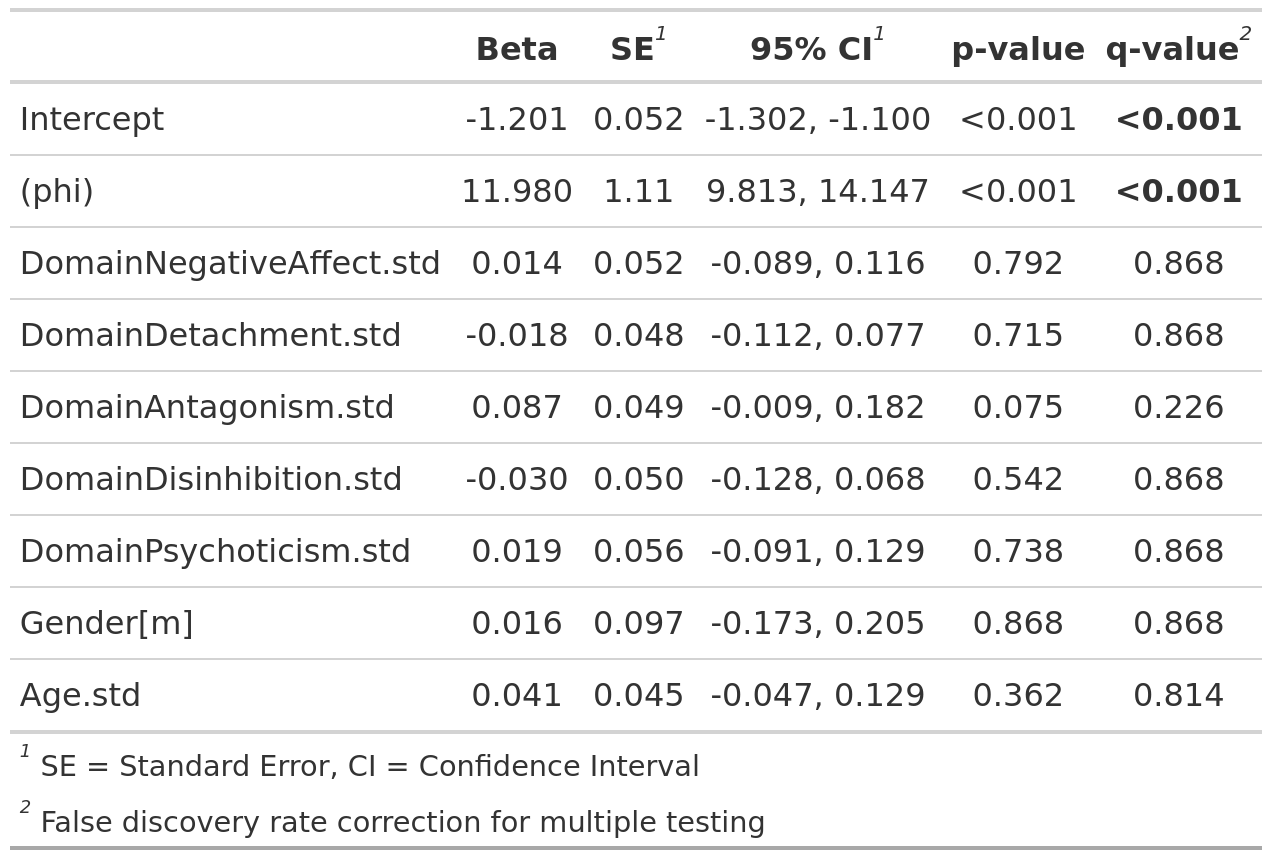 Beta SE1 95% CI1 p-value q-value2
Intercept -1.201 0.052 -1.302, -1.100 <0.001 <0.001
(phi) 11.980 1.11 9.813, 14.147 <0.001 <0.001
DomainNegativeAffect.std 0.014 0.052 -0.089, 0.116 0.792 0.868
DomainDetachment.std -0.018 0.048 -0.112, 0.077 0.715 0.868
DomainAntagonism.std 0.087 0.049 -0.009, 0.182 0.075 0.226
DomainDisinhibition.std -0.030 0.050 -0.128, 0.068 0.542 0.868
DomainPsychoticism.std 0.019 0.056 -0.091, 0.129 0.738 0.868
Gender[m] 0.016 0.097 -0.173, 0.205 0.868 0.868
Age.std 0.041 0.045 -0.047, 0.129 0.362 0.814
1 SE = Standard Error, CI = Confidence Interval
2 False discovery rate correction for multiple testing